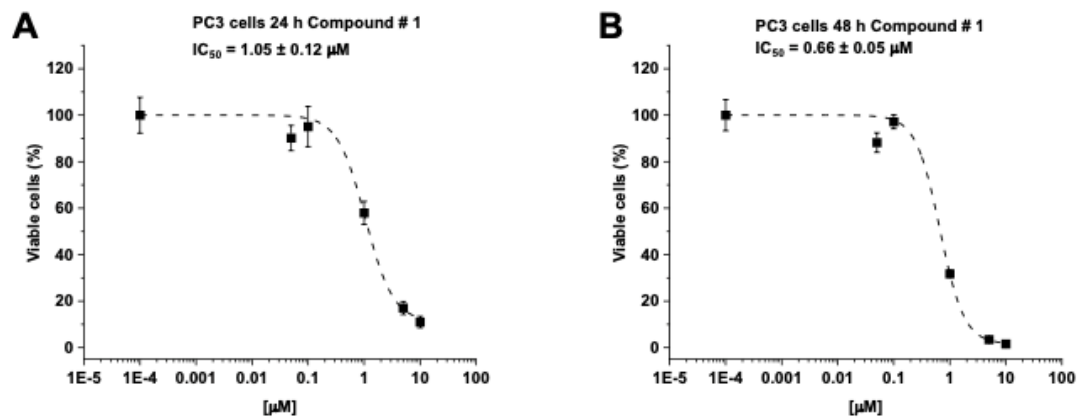 A
PC3 cells 24 h Compound # 1
IC50 = 1.05 ± 0.12 µM
Viable cells (%)
120
100
80
60
40
20
0
1E-5 1E-4 0.001 0.01 0.1 1 10 100
[µM]
B
PC3 cells 48 h Compound # 1
IC50 = 0.66 ± 0.05 µM
Viable cells (%)
120
100
80
60
40
20
0
1E-5 1E-4 0.001 0.01 0.1 1 10 100
[µM]